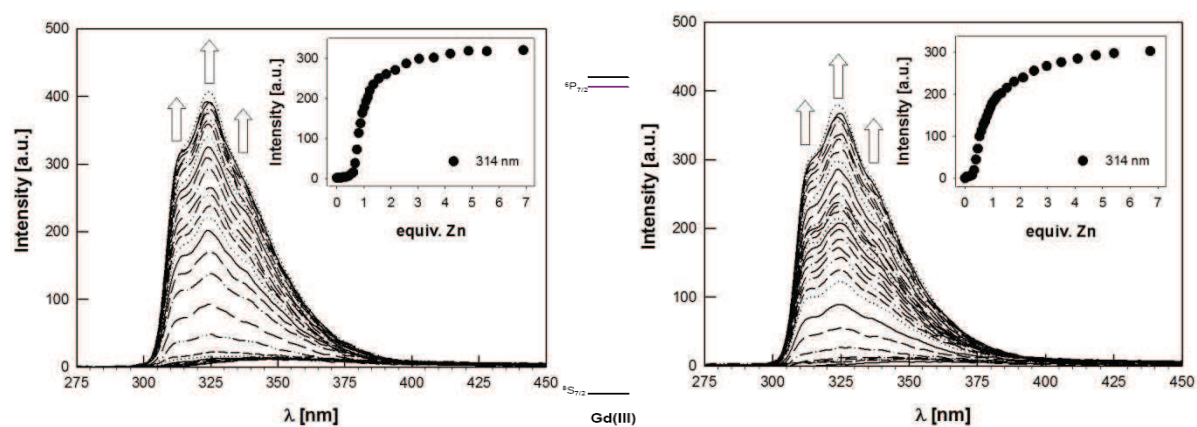 500
400
300
200
100
0
Intensity [a.u.]
275 300 325 350 375 400 425 450
λ [nm]
300
200
100
0
Intensity [a.u.]
314 nm
0 1 2 3 4 5 6 7
equiv. Zn
⁶P₇/₂
⁸S₇/₂
Gd(III)
500
400
300
200
100
0
Intensity [a.u.]
275 300 325 350 375 400 425 450
λ [nm]
300
200
100
0
Intensity [a.u.]
314 nm
0 1 2 3 4 5 6 7
equiv. Zn